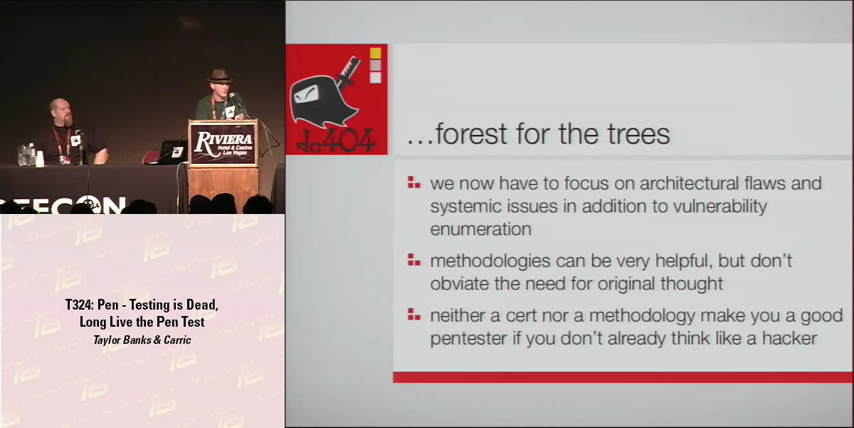 RIVIERA
Hotel & Casino
Las Vegas
DEFCON
T324: Pen - Testing is Dead,
Long Live the Pen Test
Taylor Banks & Carric
dc404
...forest for the trees
we now have to focus on architectural flaws and
systemic issues in addition to vulnerability
enumeration
methodologies can be very helpful, but don't
obviate the need for original thought
neither a cert nor a methodology make you a good
pentester if you don't already think like a hacker